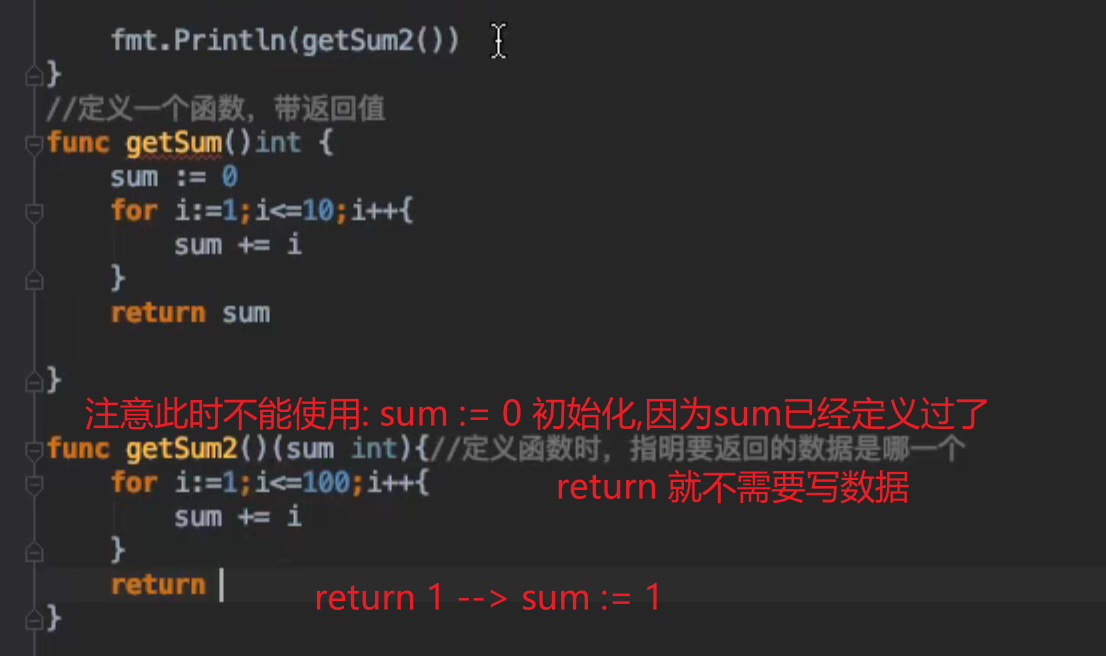 fmt.Println(getSum2())
}
//定义一个函数，带返回值
func getSum()int {
sum := 0
for i:=1;i<=10;i++{
sum += i
}
return sum
}
注意此时不能使用: sum := 0 初始化,因为sum已经定义过了
func getSum2()(sum int){//定义函数时，指明要返回的数据是哪一个
for i:=1;i<=100;i++{
return 就不需要写数据
sum += i
}
return
return 1 --> sum := 1
}